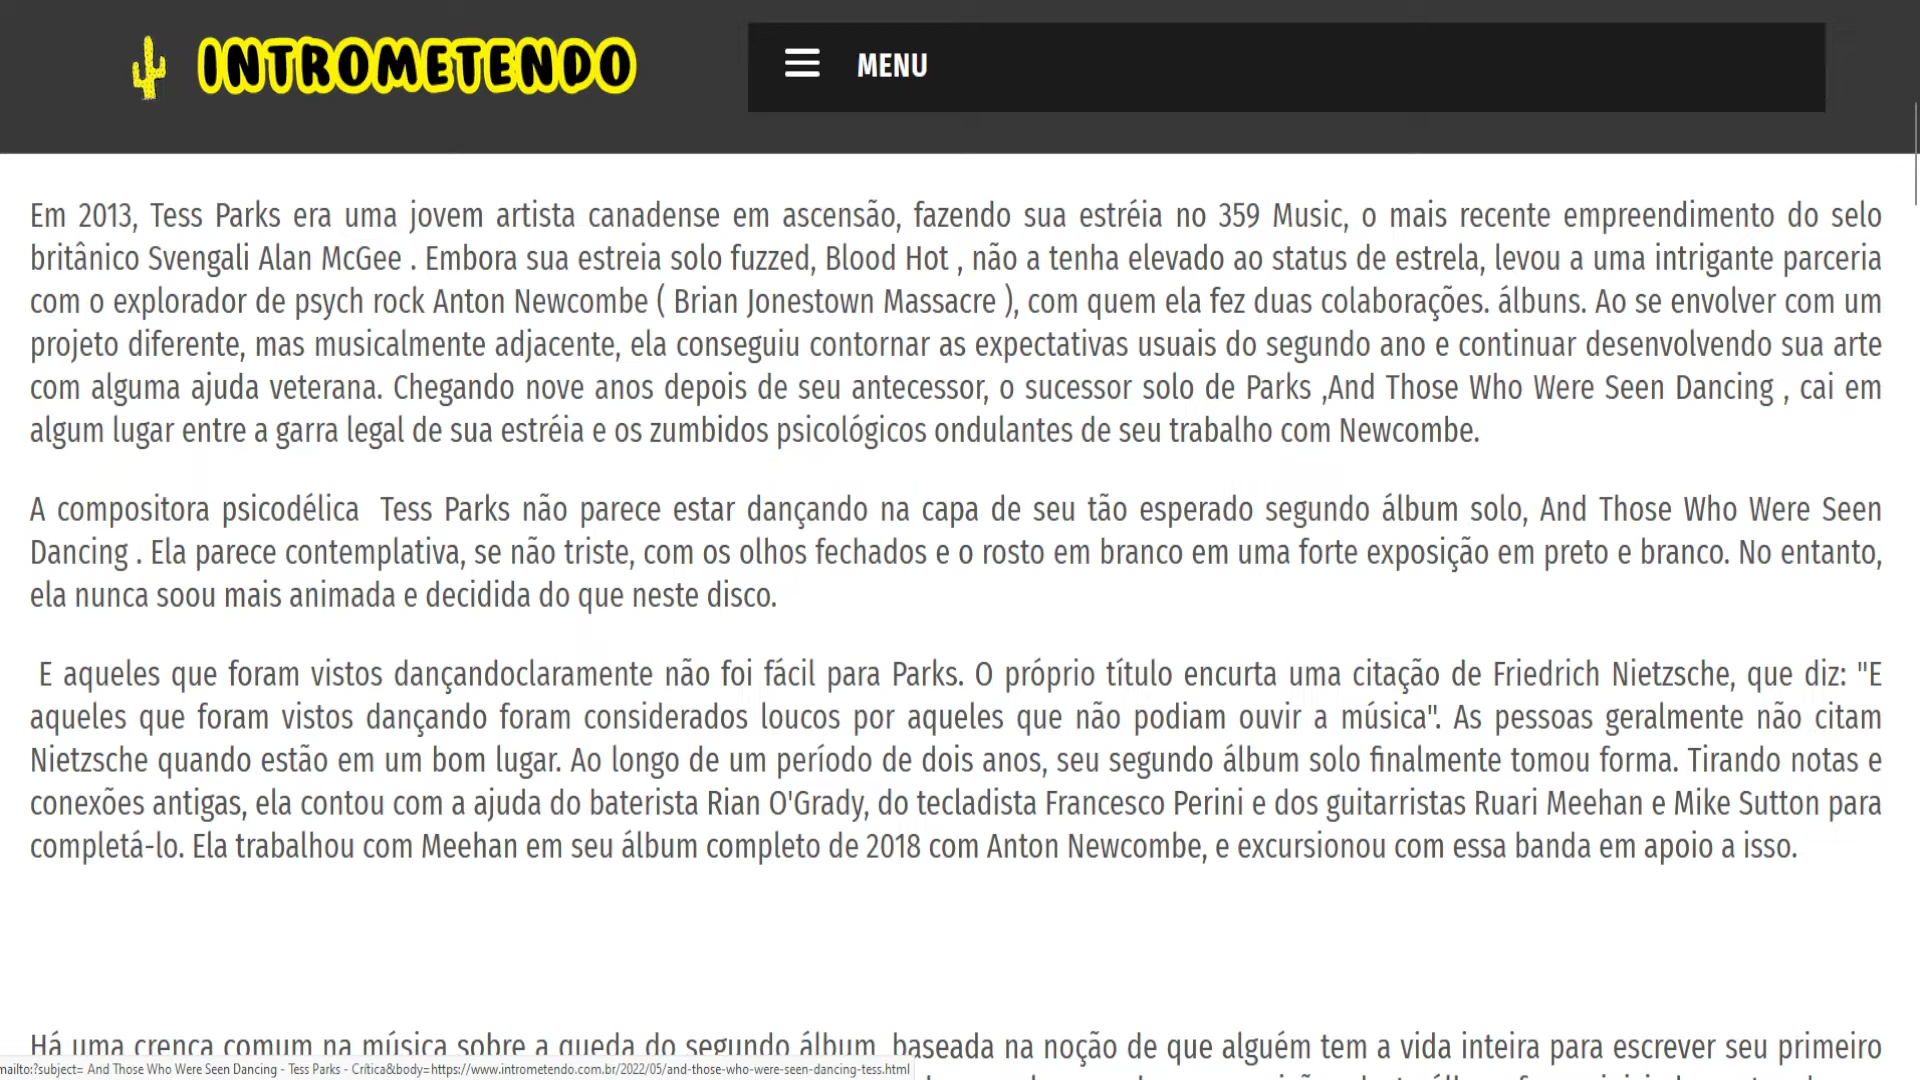 INTROMETENDO
MENU
Em 2013, Tess Parks era uma jovem artista canadense em ascensão, fazendo sua estréia no 359 Music, o mais recente empreendimento do selo
britânico Svengali Alan McGee . Embora sua estreia solo fuzzed, Blood Hot , não a tenha elevado ao status de estrela, levou a uma intrigante parceria
com o explorador de psych rock Anton Newcombe ( Brian Jonestown Massacre ), com quem ela fez duas colaborações. álbuns. Ao se envolver com um
projeto diferente, mas musicalmente adjacente, ela conseguiu contornar as expectativas usuais do segundo ano e continuar desenvolvendo sua arte
com alguma ajuda veterana. Chegando nove anos depois de seu antecessor, o sucessor solo de Parks ,And Those Who Were Seen Dancing , cai em
algum lugar entre a garra legal de sua estréia e os zumbidos psicológicos ondulantes de seu trabalho com Newcombe.
A compositora psicodélica  Tess Parks não parece estar dançando na capa de seu tão esperado segundo álbum solo, And Those Who Were Seen
Dancing . Ela parece contemplativa, se não triste, com os olhos fechados e o rosto em branco em uma forte exposição em preto e branco. No entanto,
ela nunca soou mais animada e decidida do que neste disco.
E aqueles que foram vistos dançandoclaramente não foi fácil para Parks. O próprio título encurta uma citação de Friedrich Nietzsche, que diz: "E
aqueles que foram vistos dançando foram considerados loucos por aqueles que não podiam ouvir a música". As pessoas geralmente não citam
Nietzsche quando estão em um bom lugar. Ao longo de um período de dois anos, seu segundo álbum solo finalmente tomou forma. Tirando notas e
conexões antigas, ela contou com a ajuda do baterista Rian O'Grady, do tecladista Francesco Perini e dos guitarristas Ruari Meehan e Mike Sutton para
completá-lo. Ela trabalhou com Meehan em seu álbum completo de 2018 com Anton Newcombe, e excursionou com essa banda em apoio a isso.
Há uma crença comum na música sobre a queda do segundo álbum, baseada na noção de que alguém tem a vida inteira para escrever seu primeiro
mailto:?subject= And Those Who Were Seen Dancing - Tess Parks - Crítica&body=https://www.intrometendo.com.br/2022/05/and-those-who-were-seen-dancing-tess.html